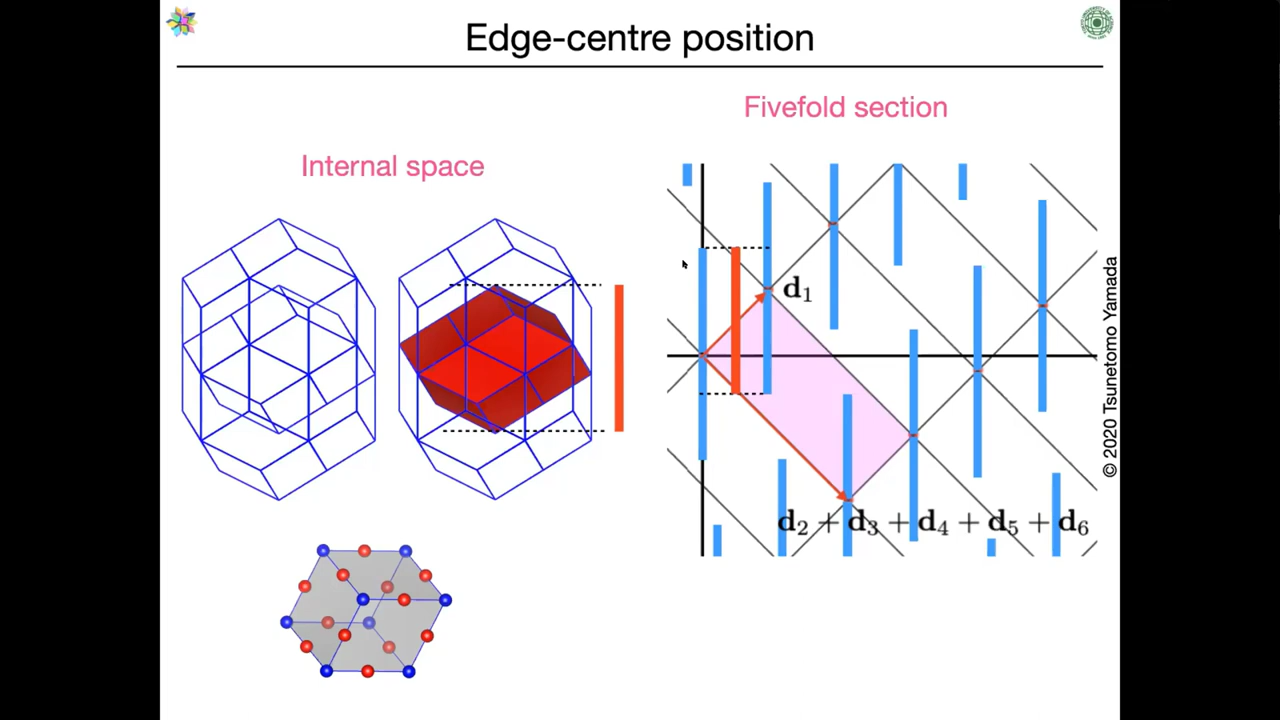 Edge-centre position
Fivefold section
Internal space
d1
d2 + d3 + d4 + d5 + d6
© 2020 Tsunetomo Yamada